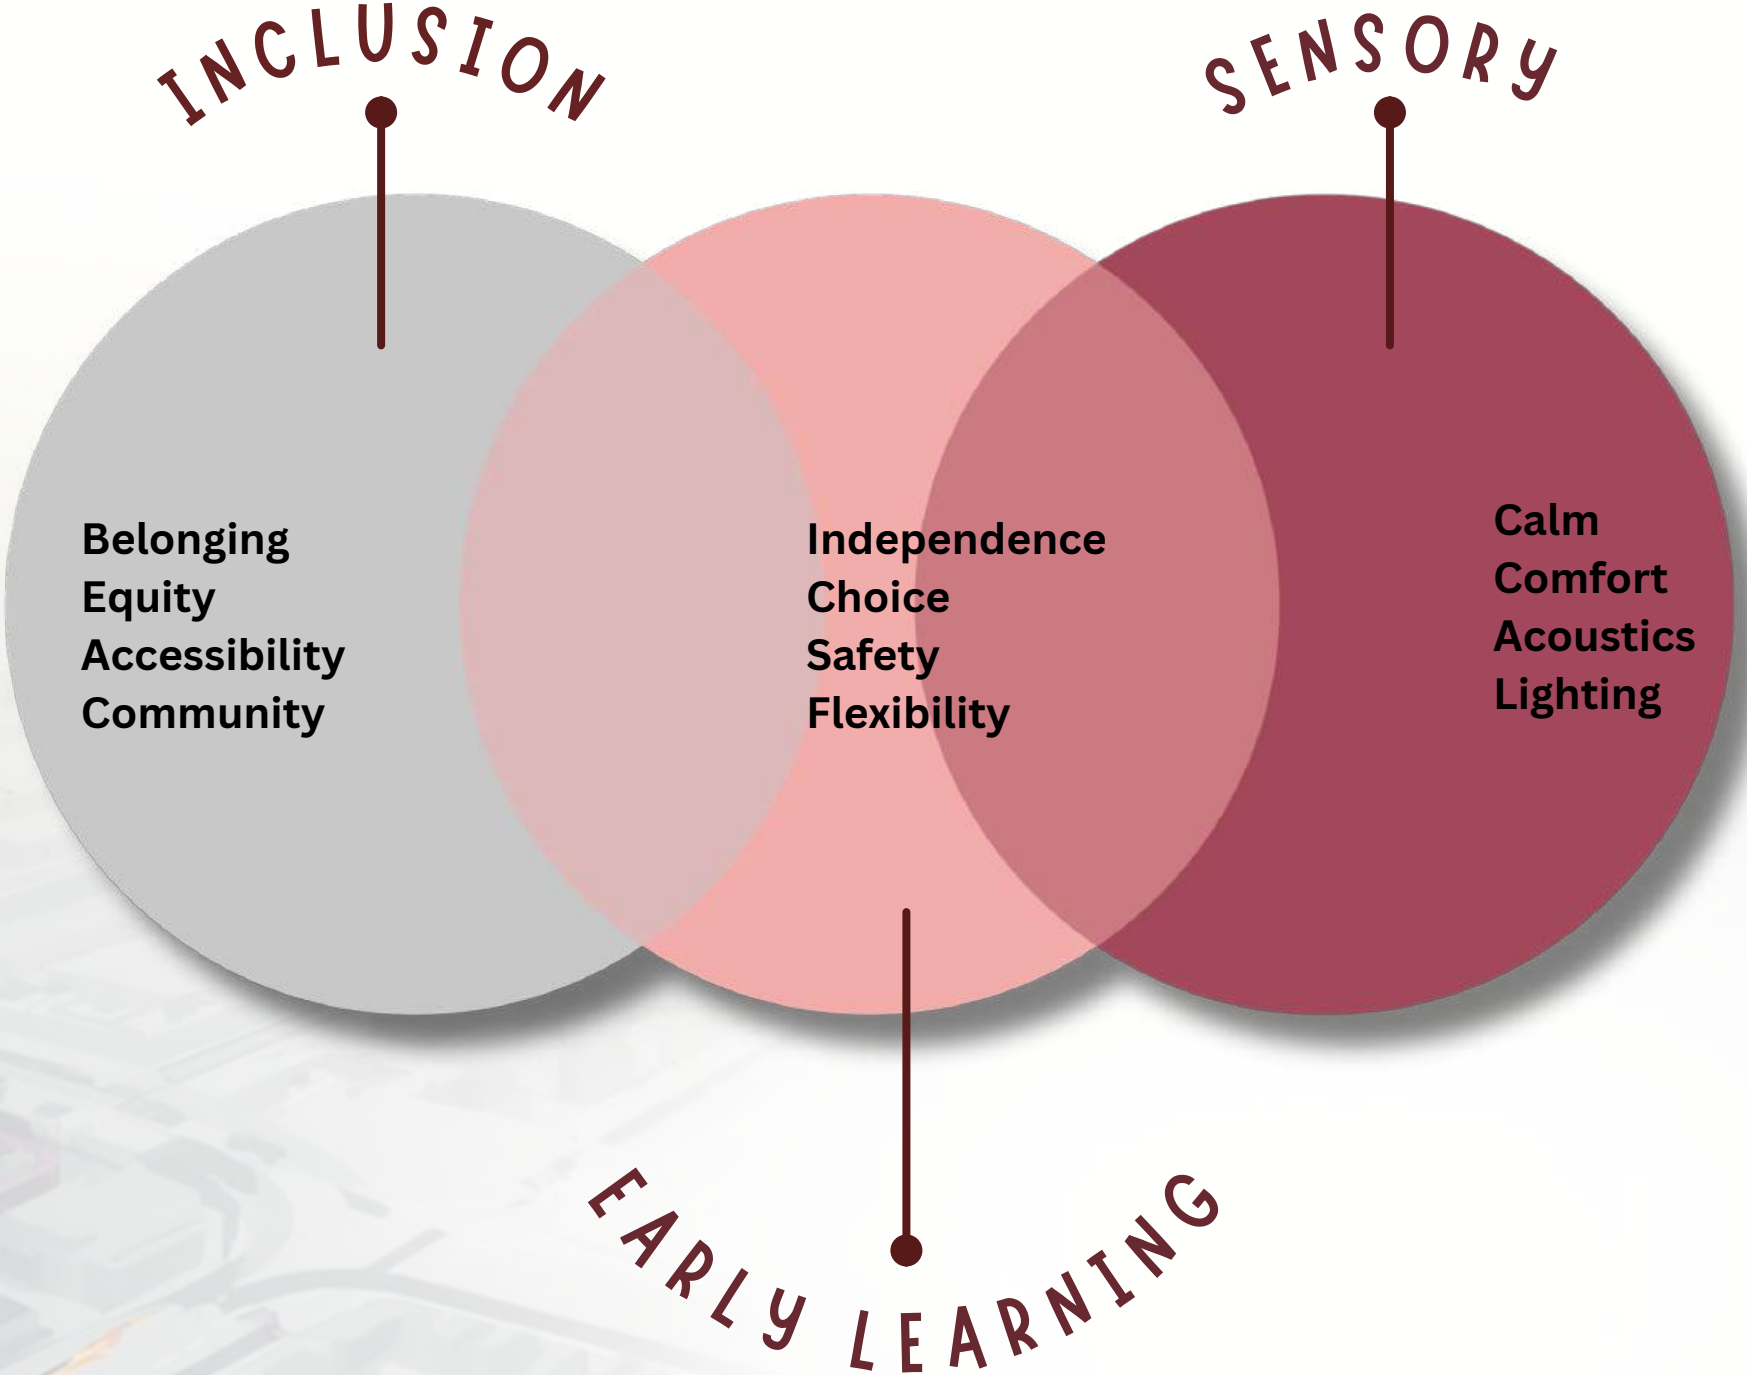 INCLUSION
SENSORY
Belonging
Equity
Accessibility
Community
Independence
Choice
Safety
Flexibility
Calm
Comfort
Acoustics
Lighting
EARLY LEARNING